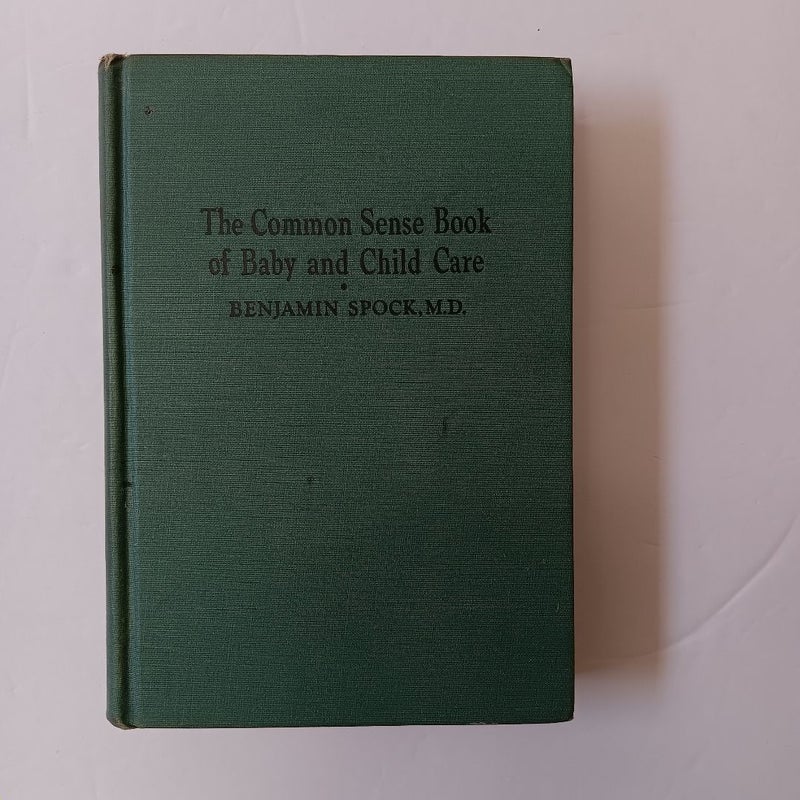 The Common Sense Book
of Baby and Child Care
•
BENJAMIN SPOCK, M.D.